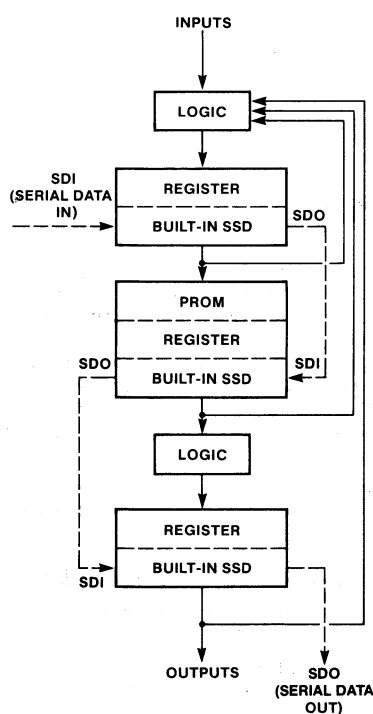 INPUTS
LOGIC
SDI
(SERIAL DATA
IN)
REGISTER
BUILT-IN SSD
SDO
PROM
REGISTER
SDO
BUILT-IN SSD
SDI
LOGIC
REGISTER
BUILT-IN SSD
SDI
OUTPUTS
SDO
(SERIAL DATA
OUT)